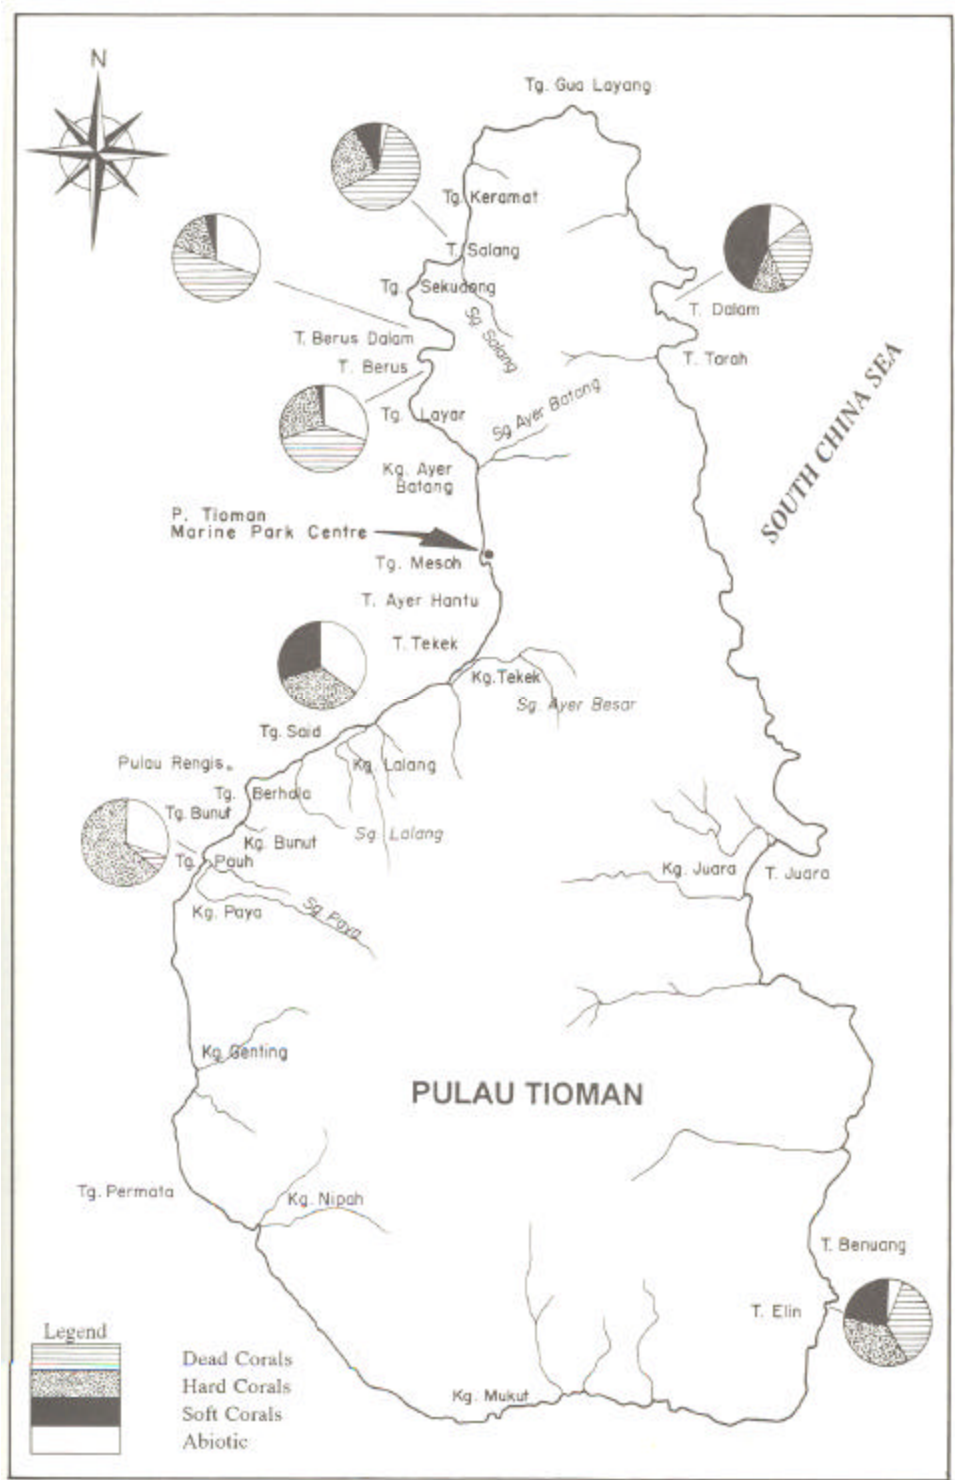 N
Tg. Gua Layang
Tg. Keramat
T. Salang
Tg. Sekudang
Sg. Salang
T. Dalam
T. Berus Dalam
T. Berus
T. Tarah
Tg. Layar
Sg Ayer Batang
SOUTH CHINA SEA
Kg. Ayer
Batang
P. Tioman
Marine Park Centre
Tg. Mesoh
T. Ayer Hantu
T. Tekek
Kg. Tekek
Sg. Ayer Besar
Tg. Said
Pulau Rengis
Kg. Lalang
Tg. Berhala
Tg. Bunut
Sg. Lalang
Kg. Bunut
Tg. Pauh
Kg. Juara
T. Juara
Kg. Paya
Sg. Paya
Kg. Genting
PULAU TIOMAN
Tg. Permata
Kg. Nipah
T. Benuang
T. Elin
Kg. Mukut
Legend
Dead Corals
Hard Corals
Soft Corals
Abiotic